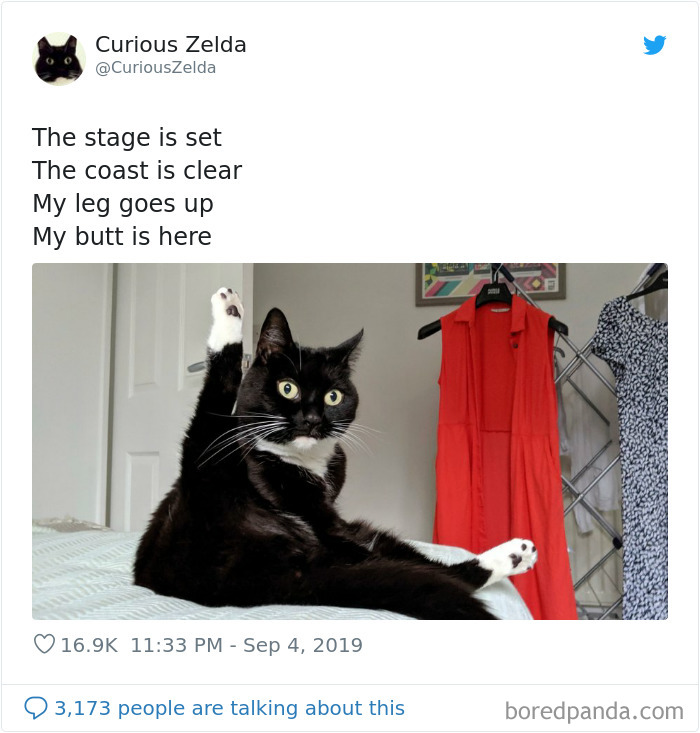 Curious Zelda
@CuriousZelda
The stage is set
The coast is clear
My leg goes up
My butt is here
16.9K 11:33 PM - Sep 4, 2019
3,173 people are talking about this
boredpanda.com